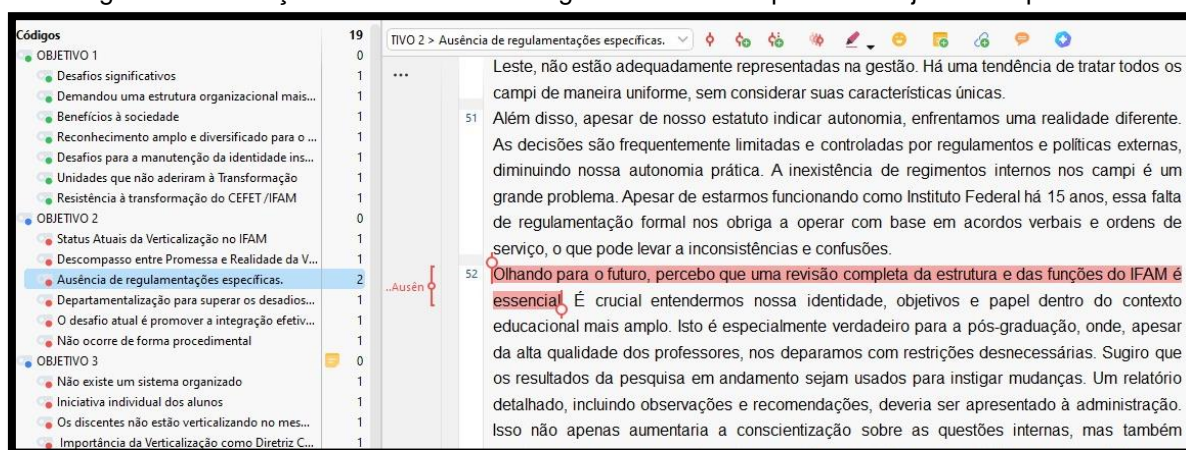 Códigos 19
OBJETIVO 1 0
Desafios significativos 1
Demandou uma estrutura organizacional mais... 1
Benefícios à sociedade 1
Reconhecimento amplo e diversificado para o ... 1
Desafios para a manutenção da identidade ins... 1
Unidades que não aderiram à Transformação 1
Resistência à transformação do CEFET /IFAM 1
OBJETIVO 2 0
Status Atuais da Verticalização no IFAM 1
Descompasso entre Promessa e Realidade da V... 1
Ausência de regulamentações específicas. 2
Departamentalização para superar os desadios... 1
O desafio atual é promover a integração efetiv... 1
Não ocorre de forma procedimental 1
OBJETIVO 3 0
Não existe um sistema organizado 1
Iniciativa individual dos alunos 1
Os discentes não estão verticalizando no mes... 1
Importância da Verticalização como Diretriz C... 1
TIVO 2 > Ausência de regulamentações específicas.
...
Leste, não estão adequadamente representadas na gestão. Há uma tendência de tratar todos os
campi de maneira uniforme, sem considerar suas características únicas.
51 Além disso, apesar de nosso estatuto indicar autonomia, enfrentamos uma realidade diferente.
As decisões são frequentemente limitadas e controladas por regulamentos e políticas externas,
diminuindo nossa autonomia prática. A inexistência de regimentos internos nos campi é um
grande problema. Apesar de estarmos funcionando como Instituto Federal há 15 anos, essa falta
de regulamentação formal nos obriga a operar com base em acordos verbais e ordens de
serviço, o que pode levar a inconsistências e confusões.
..Ausên 52 Olhando para o futuro, percebo que uma revisão completa da estrutura e das funções do IFAM é
essencial. É crucial entendermos nossa identidade, objetivos e papel dentro do contexto
educacional mais amplo. Isto é especialmente verdadeiro para a pós-graduação, onde, apesar
da alta qualidade dos professores, nos deparamos com restrições desnecessárias. Sugiro que
os resultados da pesquisa em andamento sejam usados para instigar mudanças. Um relatório
detalhado, incluindo observações e recomendações, deveria ser apresentado à administração.
Isso não apenas aumentaria a conscientização sobre as questões internas, mas também